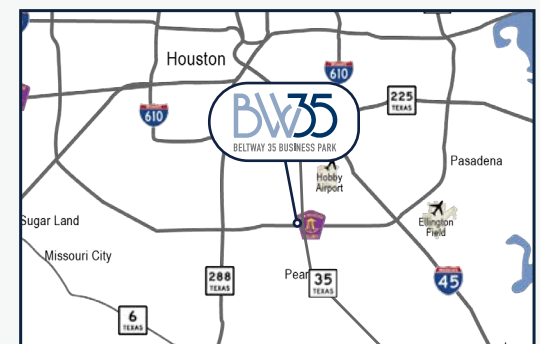 Houston
610
610
225
TEXAS
BW35
BELTWAY 35 BUSINESS PARK
Pasadena
Hobby
Airport
Ellington
Field
Sugar Land
Missouri City
288
TEXAS
Pear
35
TEXAS
45
6
TEXAS